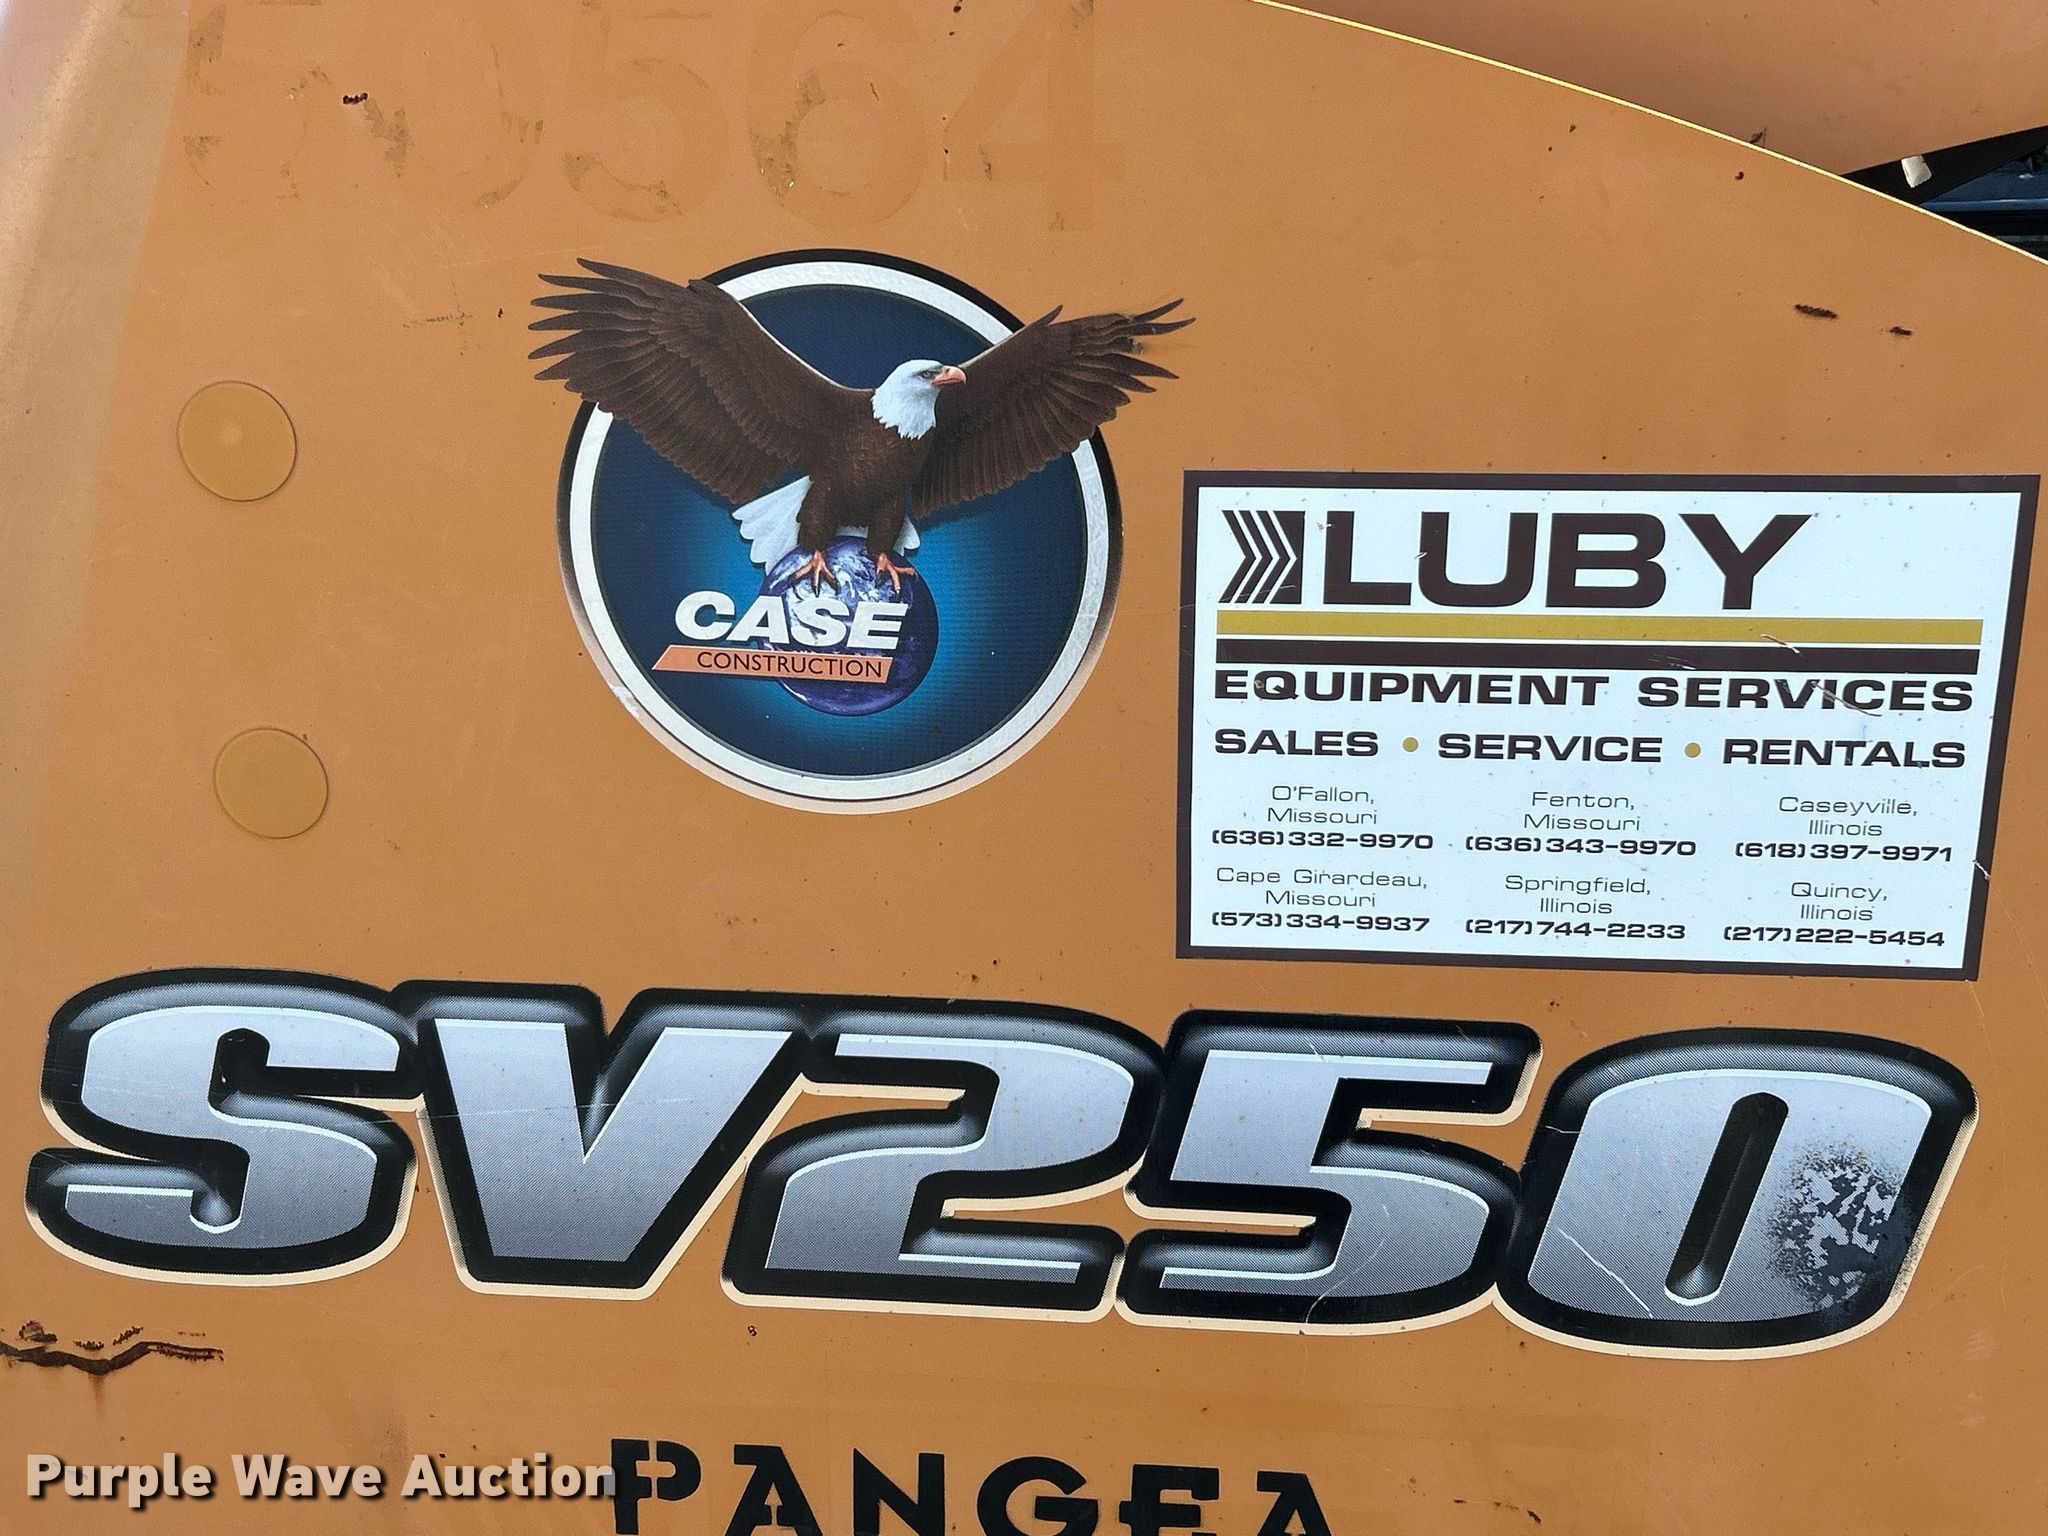 50564
CASE
CONSTRUCTION
LUBY
EQUIPMENT SERVICES
SALES • SERVICE • RENTALS
O'Fallon, Missouri
(636)332-9970
Fenton, Missouri
(636)343-9970
Caseyville, Illinois
(618)397-9971
Cape Girardeau, Missouri
(573)334-9937
Springfield, Illinois
(217)744-2233
Quincy, Illinois
(217)222-5454
SV250
PANGEA
Purple Wave Auction